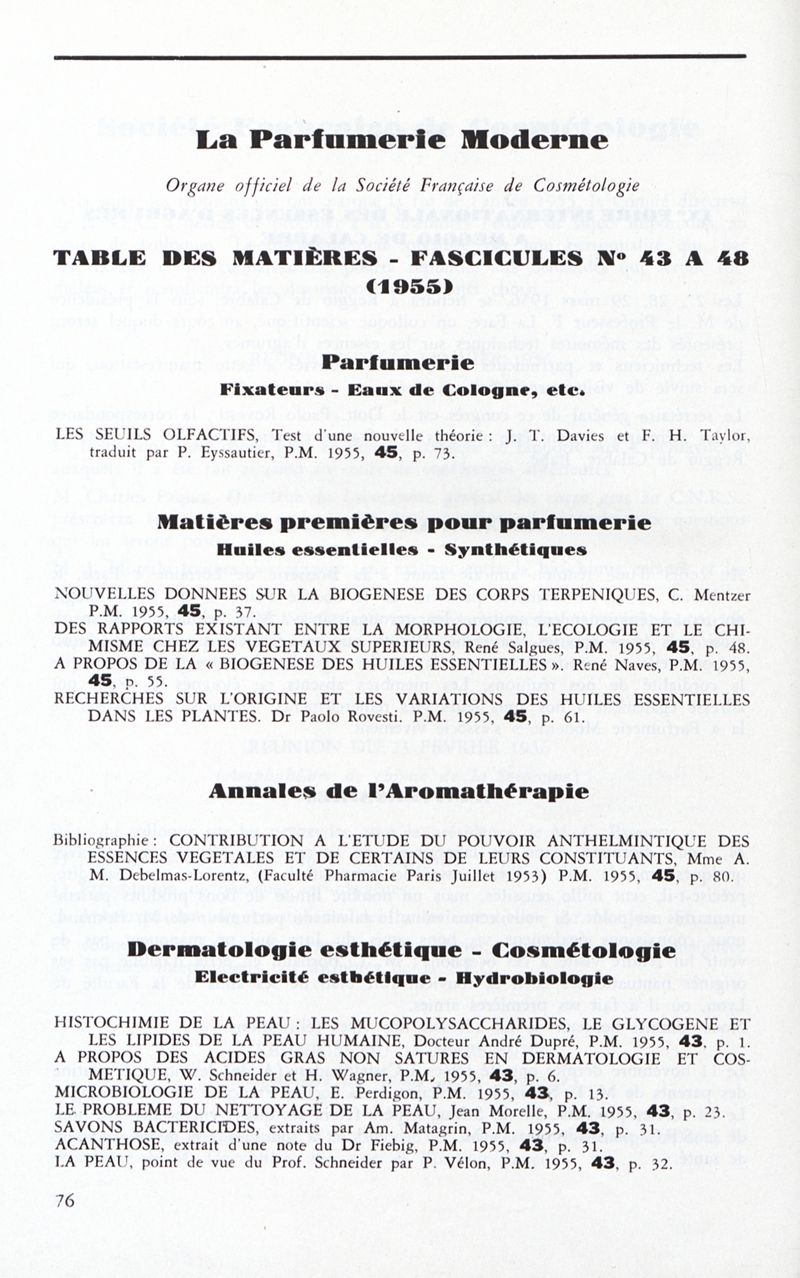 La Parfumerie Moderne
Organe officiel de la Société Française de Cosmétologie
TABLE DES MATIÈRES - FASCICULES N° 43 A 48
(1955)
Parfumerie
Fixateurs - Eaux de Cologne, etc.
LES SEUILS OLFACTIFS, Test d'une nouvelle théorie : J. T. Davies et F. H. Taylor,
traduit par P. Eyssautier, P.M. 1955, 45, p. 73.
Matières premières pour parfumerie
Huiles essentielles - Synthétiques
NOUVELLES DONNEES SUR LA BIOGENESE DES CORPS TERPENIQUES, C. Mentzer
P.M. 1955, 45, p. 37.
DES RAPPORTS EXISTANT ENTRE LA MORPHOLOGIE, L'ECOLOGIE ET LE CHI-
MISME CHEZ LES VEGETAUX SUPERIEURS, René Salgues, P.M. 1955, 45, p. 48.
A PROPOS DE LA « BIOGENESE DES HUILES ESSENTIELLES ». René Naves, P.M. 1955,
45, p. 55.
RECHERCHES SUR L'ORIGINE ET LES VARIATIONS DES HUILES ESSENTIELLES
DANS LES PLANTES. Dr Paolo Rovesti. P.M. 1955, 45, p. 61.
Annales de l'Aromathérapie
Bibliographie : CONTRIBUTION A L'ETUDE DU POUVOIR ANTHELMINTIQUE DES
ESSENCES VEGETALES ET DE CERTAINS DE LEURS CONSTITUANTS, Mme A.
M. Debelmas-Lorentz, (Faculté Pharmacie Paris Juillet 1953) P.M. 1955, 45, p. 80.
Dermatologie esthétique - Cosmétologie
Electricité esthétique - Hydrobiologie
HISTOCHIMIE DE LA PEAU : LES MUCOPOLYSACCHARIDES, LE GLYCOGENE ET
LES LIPIDES DE LA PEAU HUMAINE, Docteur André Dupré, P.M. 1955, 43, p. 1.
A PROPOS DES ACIDES GRAS NON SATURES EN DERMATOLOGIE ET COS-
METIQUE, W. Schneider et H. Wagner, P.M. 1955, 43, p. 6.
MICROBIOLOGIE DE LA PEAU, E. Perdigon, P.M. 1955, 43, p. 13.
LE PROBLEME DU NETTOYAGE DE LA PEAU, Jean Morelle, P.M. 1955, 43, p. 23.
SAVONS BACTERICIDES, extraits par Am. Matagrin, P.M. 1955, 43, p. 31.
ACANTHOSE, extrait d'une note du Dr Fiebig, P.M. 1955, 43, p. 31.
LA PEAU, point de vue du Prof. Schneider par P. Vélon, P.M. 1955, 43, p. 32.
76